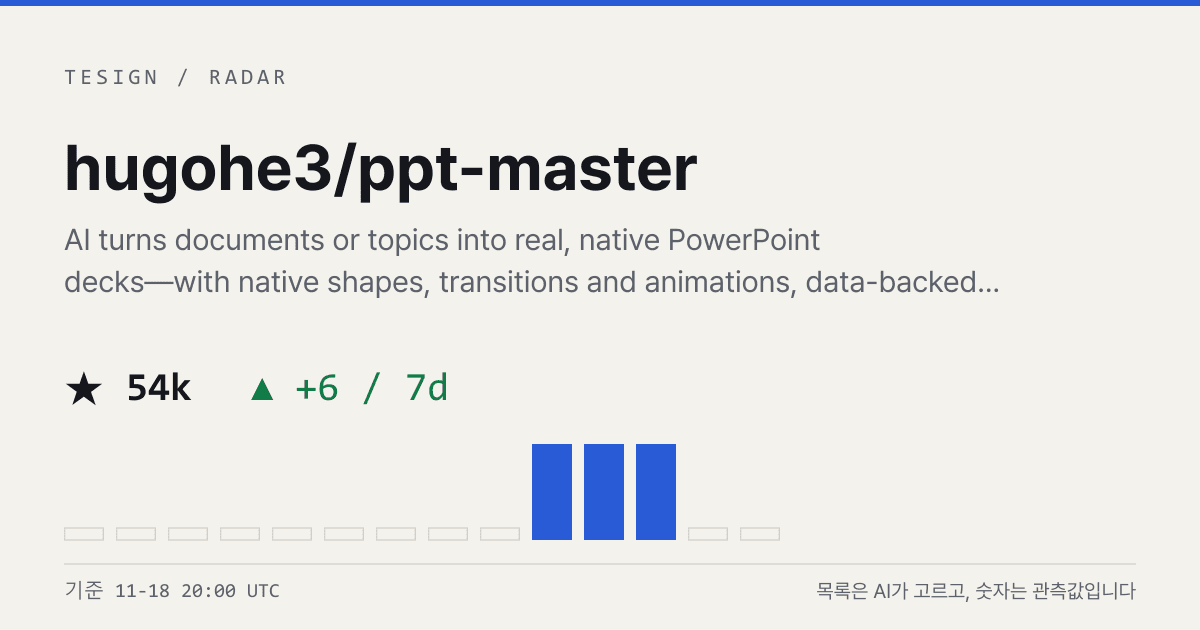 TESIGN / RADAR
hugohe3/ppt-master
AI turns documents or topics into real, native PowerPoint
decks—with native shapes, transitions and animations, data-backed…
★ 54k ▲ +6 / 7d
기준 11-18 20:00 UTC
목록은 AI가 고르고, 숫자는 관측값입니다